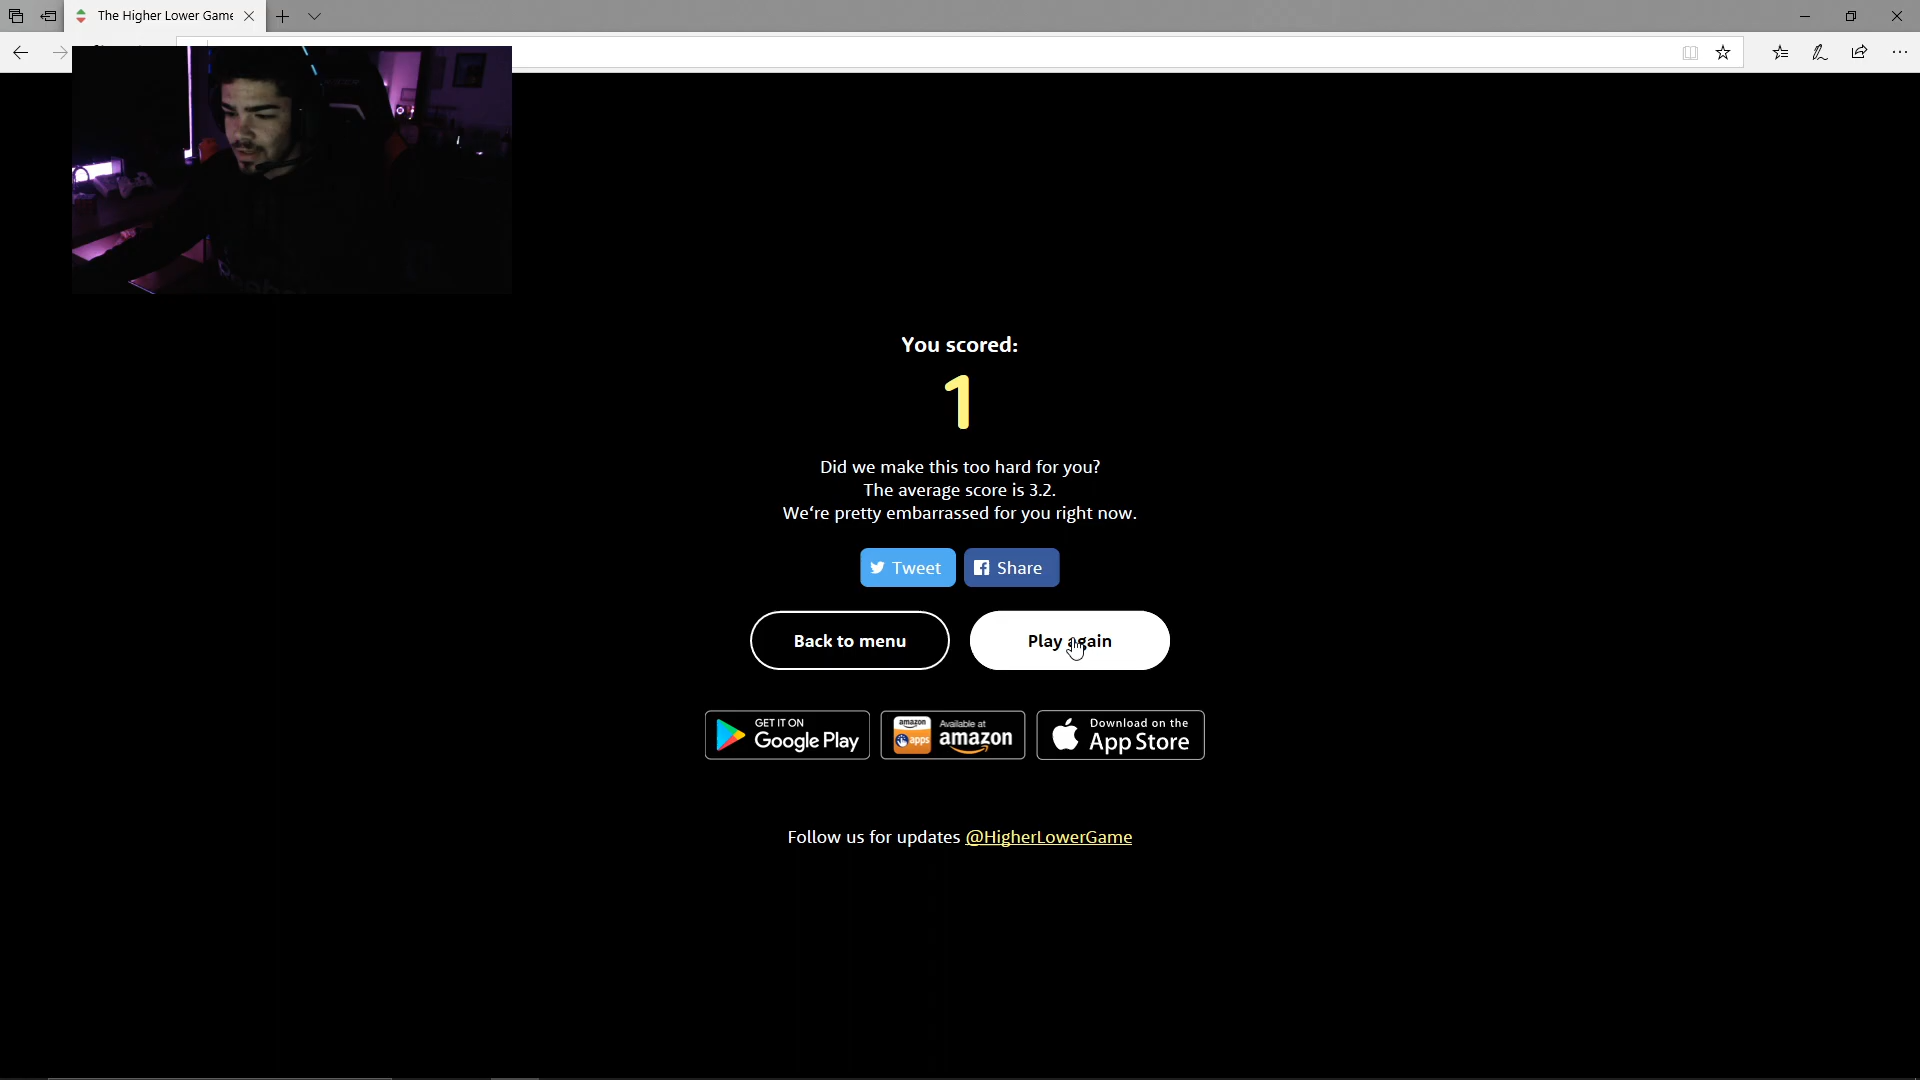 The Higher Lower Game
You scored:
1
Did we make this too hard for you?
The average score is 3.2.
We're pretty embarrassed for you right now.
Tweet
Share
Back to menu
Play again
GET IT ON
Google Play
amazon
apps
Available at
amazon
Download on the
App Store
Follow us for updates @HigherLowerGame